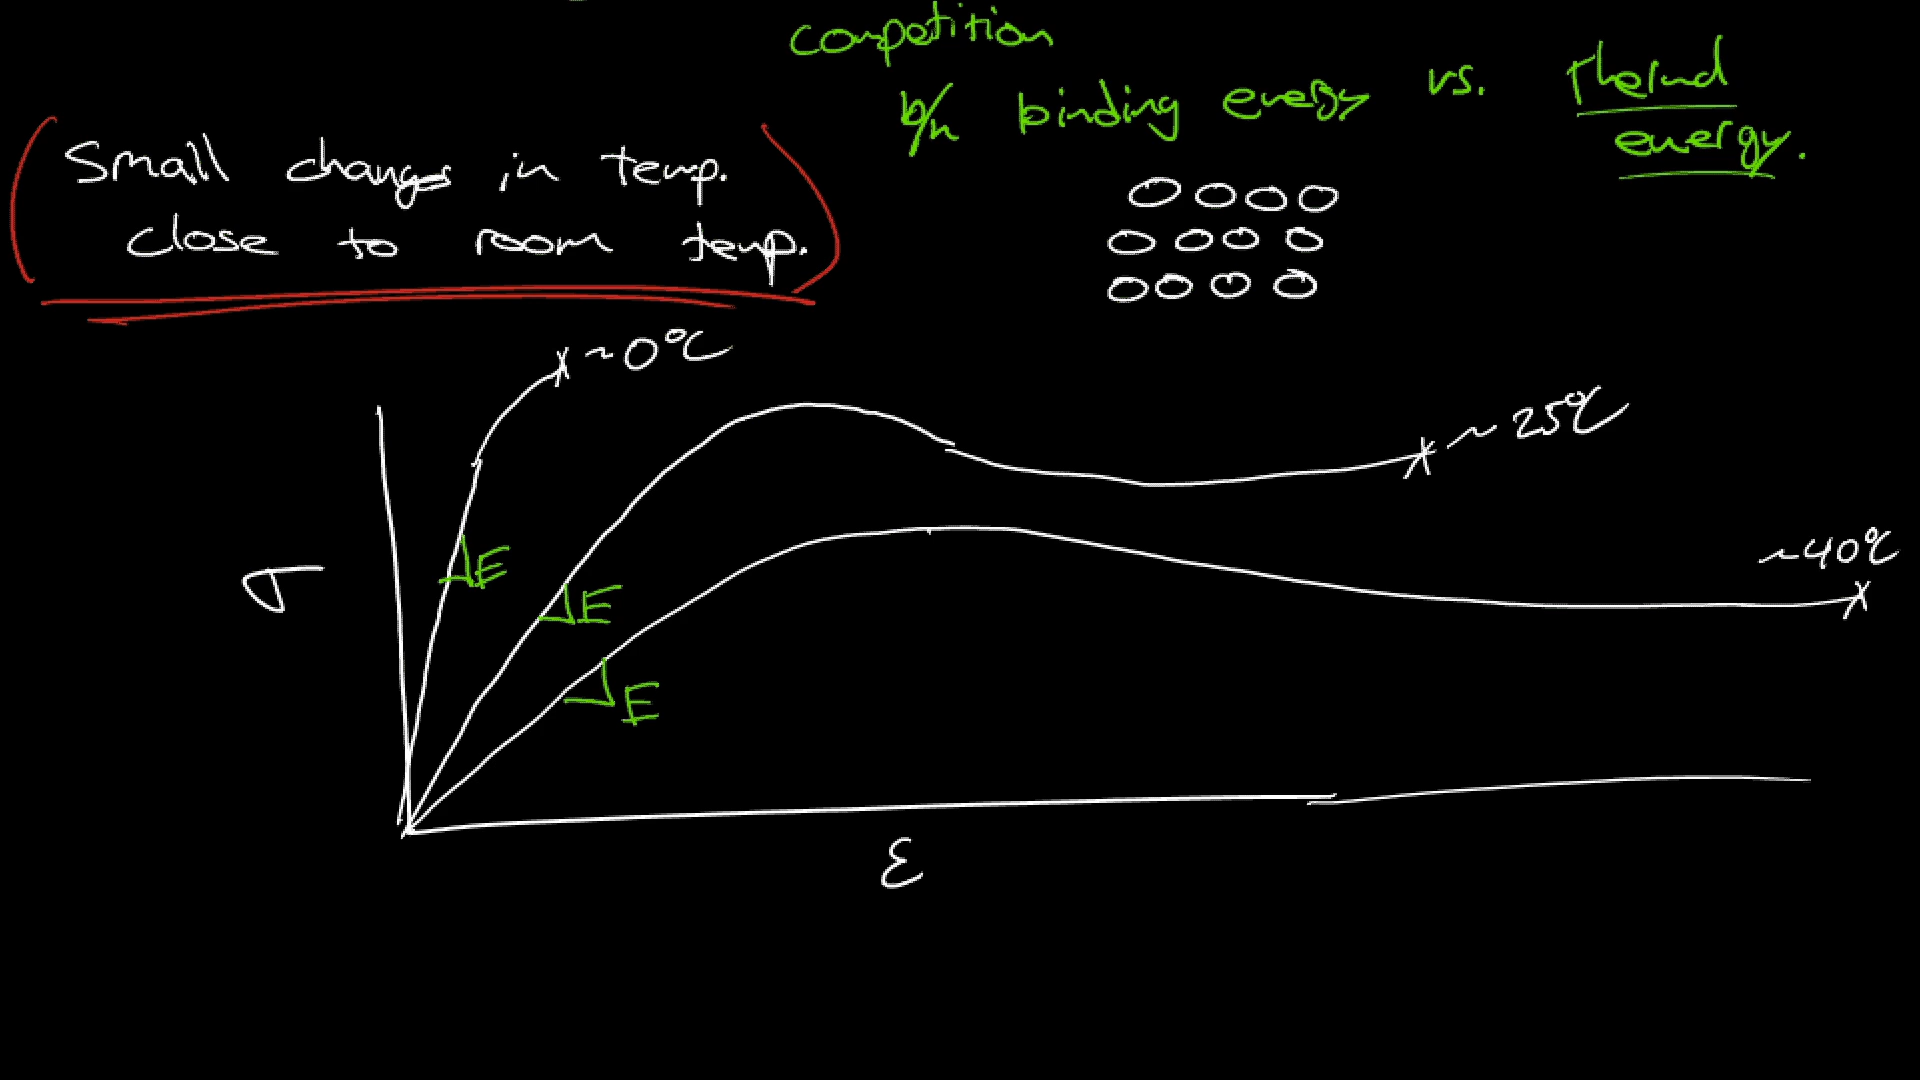 competition
b/n binding energy vs. thermal
energy.
Small changes in temp.
close to room temp.
~0°C
~25°C
~40°C
E
E
E
σ
ε